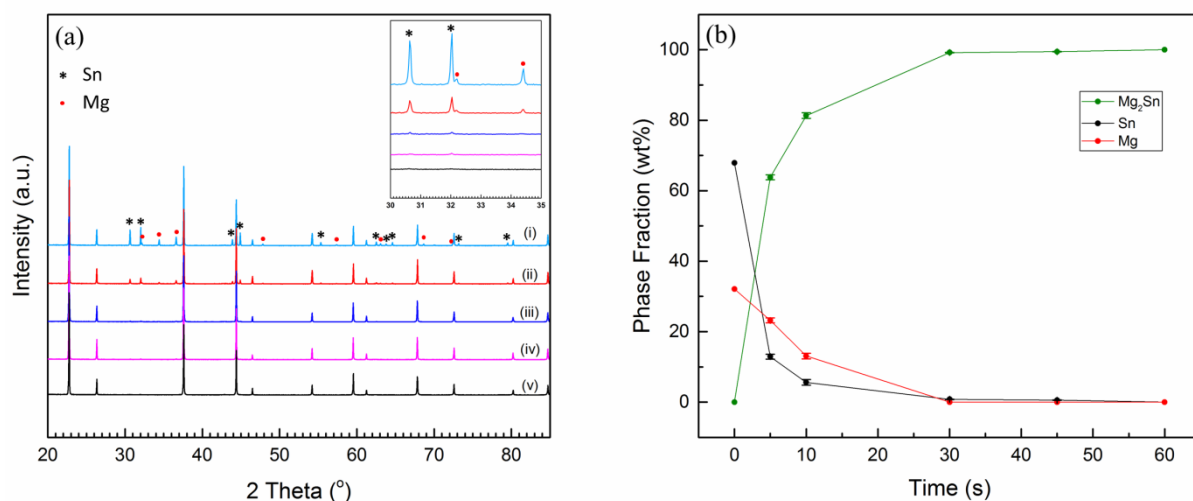 (a)
* Sn
• Mg
Intensity (a.u.)
30 31 32 33 34 35
(i)
(ii)
(iii)
(iv)
(v)
20 30 40 50 60 70 80
2 Theta (o)
(b)
Phase Fraction (wt%)
100
80
60
40
20
0
Mg2Sn
Sn
Mg
0 10 20 30 40 50 60
Time (s)